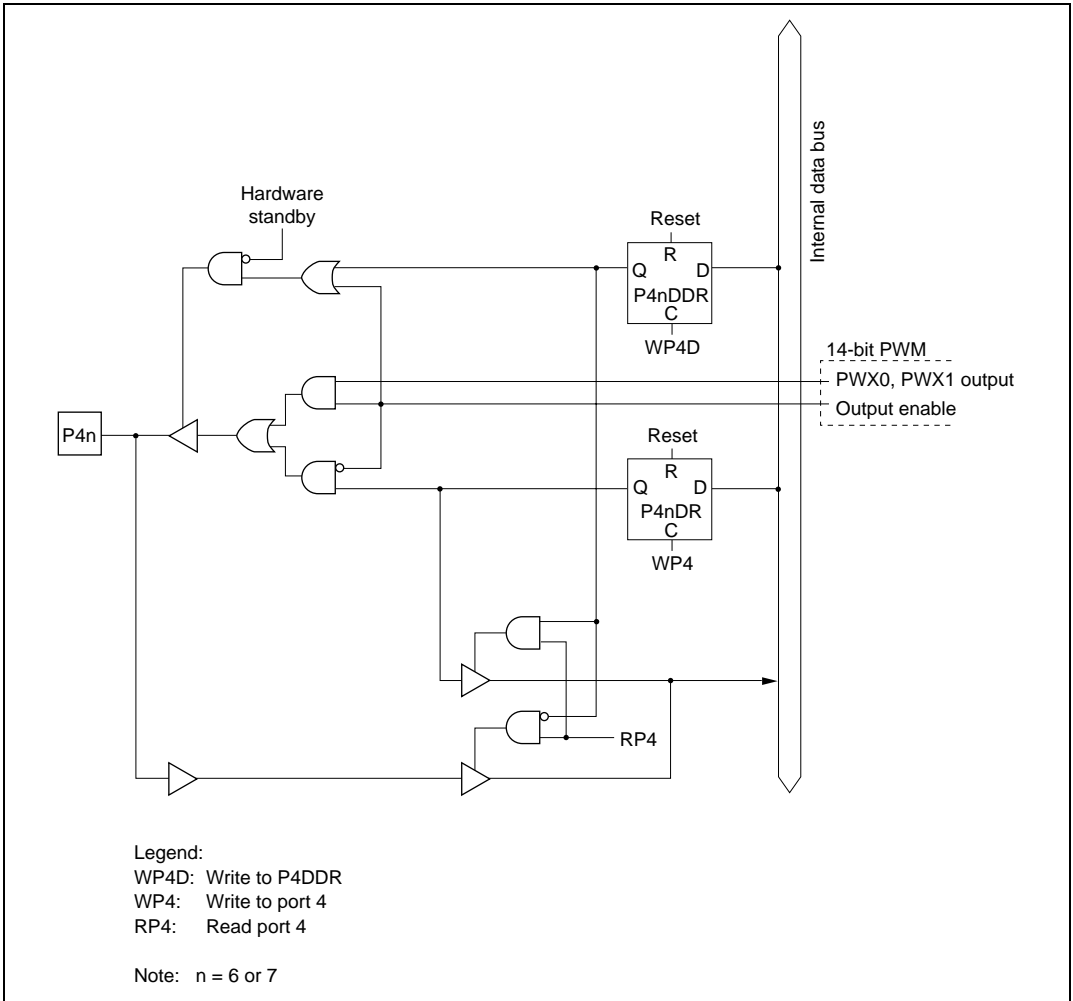 Internal data bus
Hardware
standby
Reset
R
Q D
P4nDDR
C
WP4D
14-bit PWM
PWX0, PWX1 output
Output enable
P4n
Reset
R
Q D
P4nDR
C
WP4
RP4
Legend:
WP4D: Write to P4DDR
WP4: Write to port 4
RP4: Read port 4
Note: n = 6 or 7